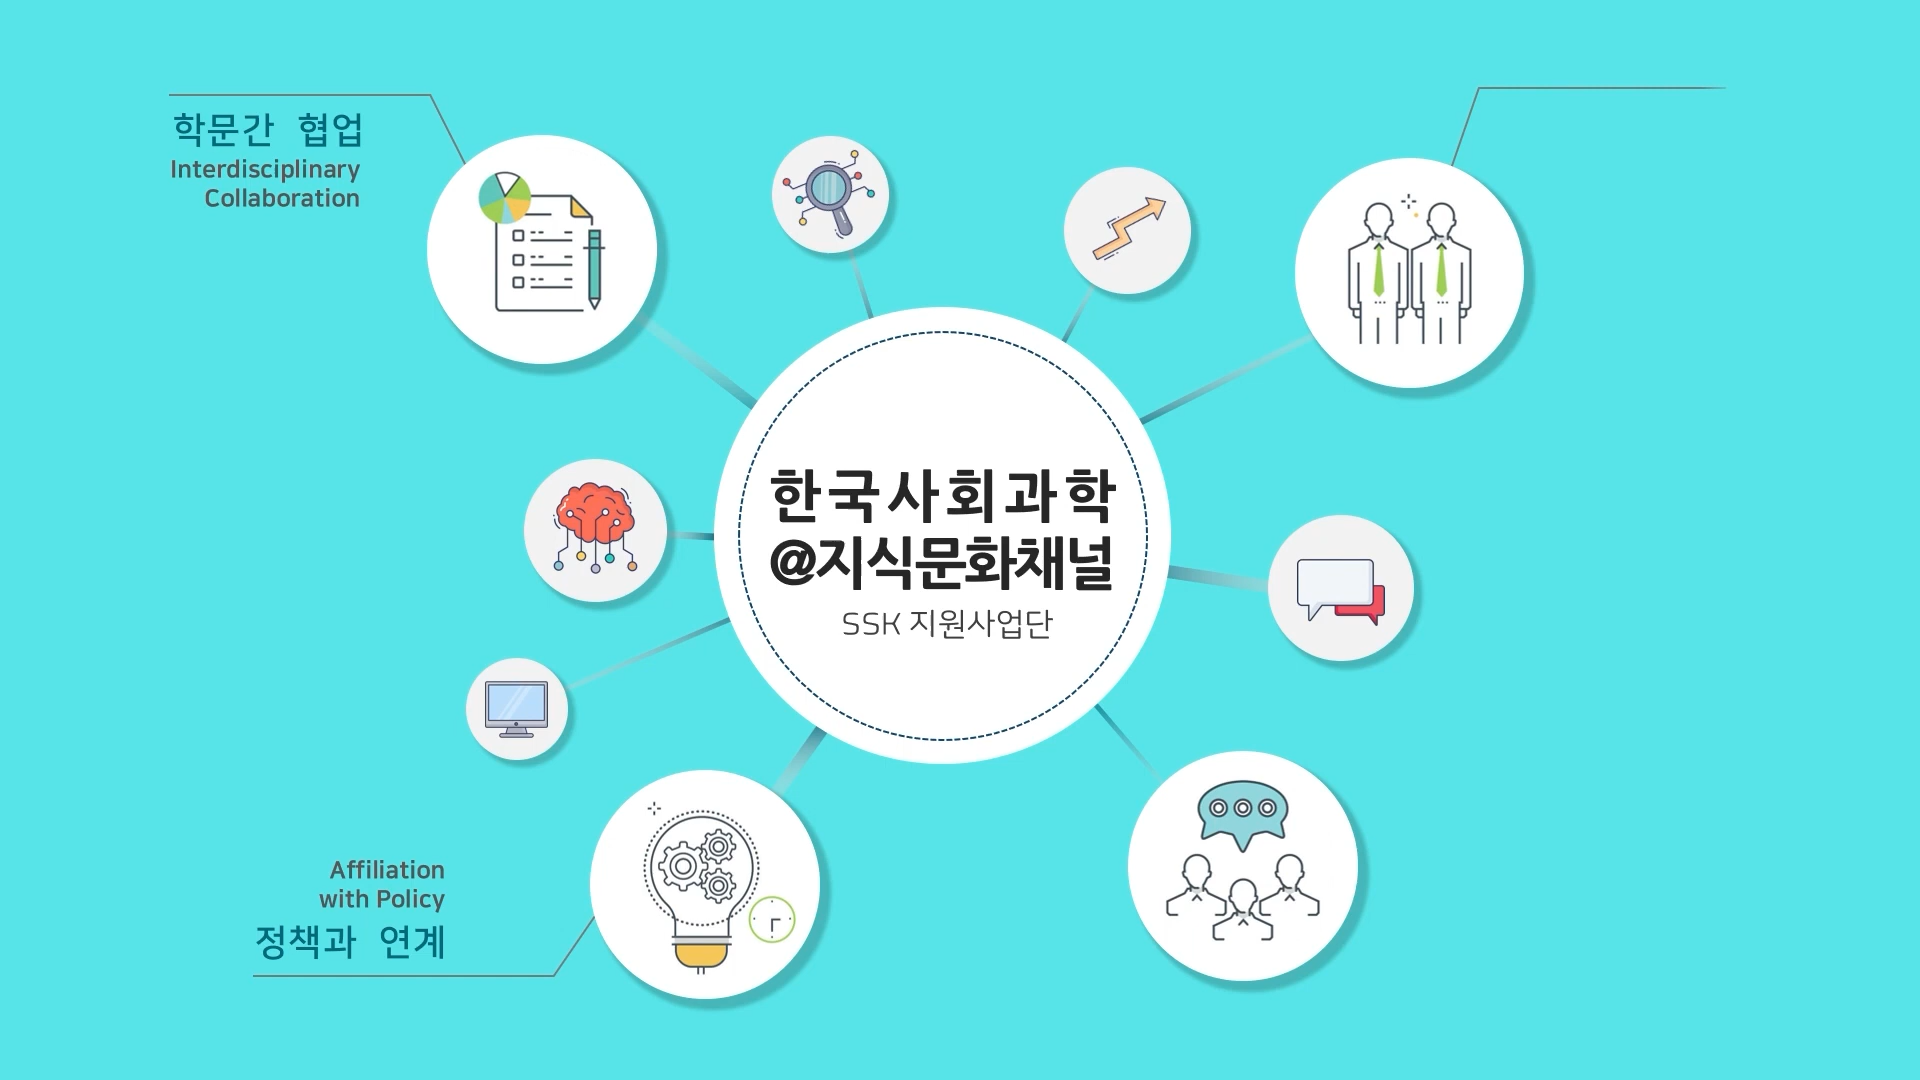 학문간 협업
Interdisciplinary
Collaboration
한국사회과학
@지식문화채널
SSK 지원사업단
Affiliation
with Policy
정책과 연계